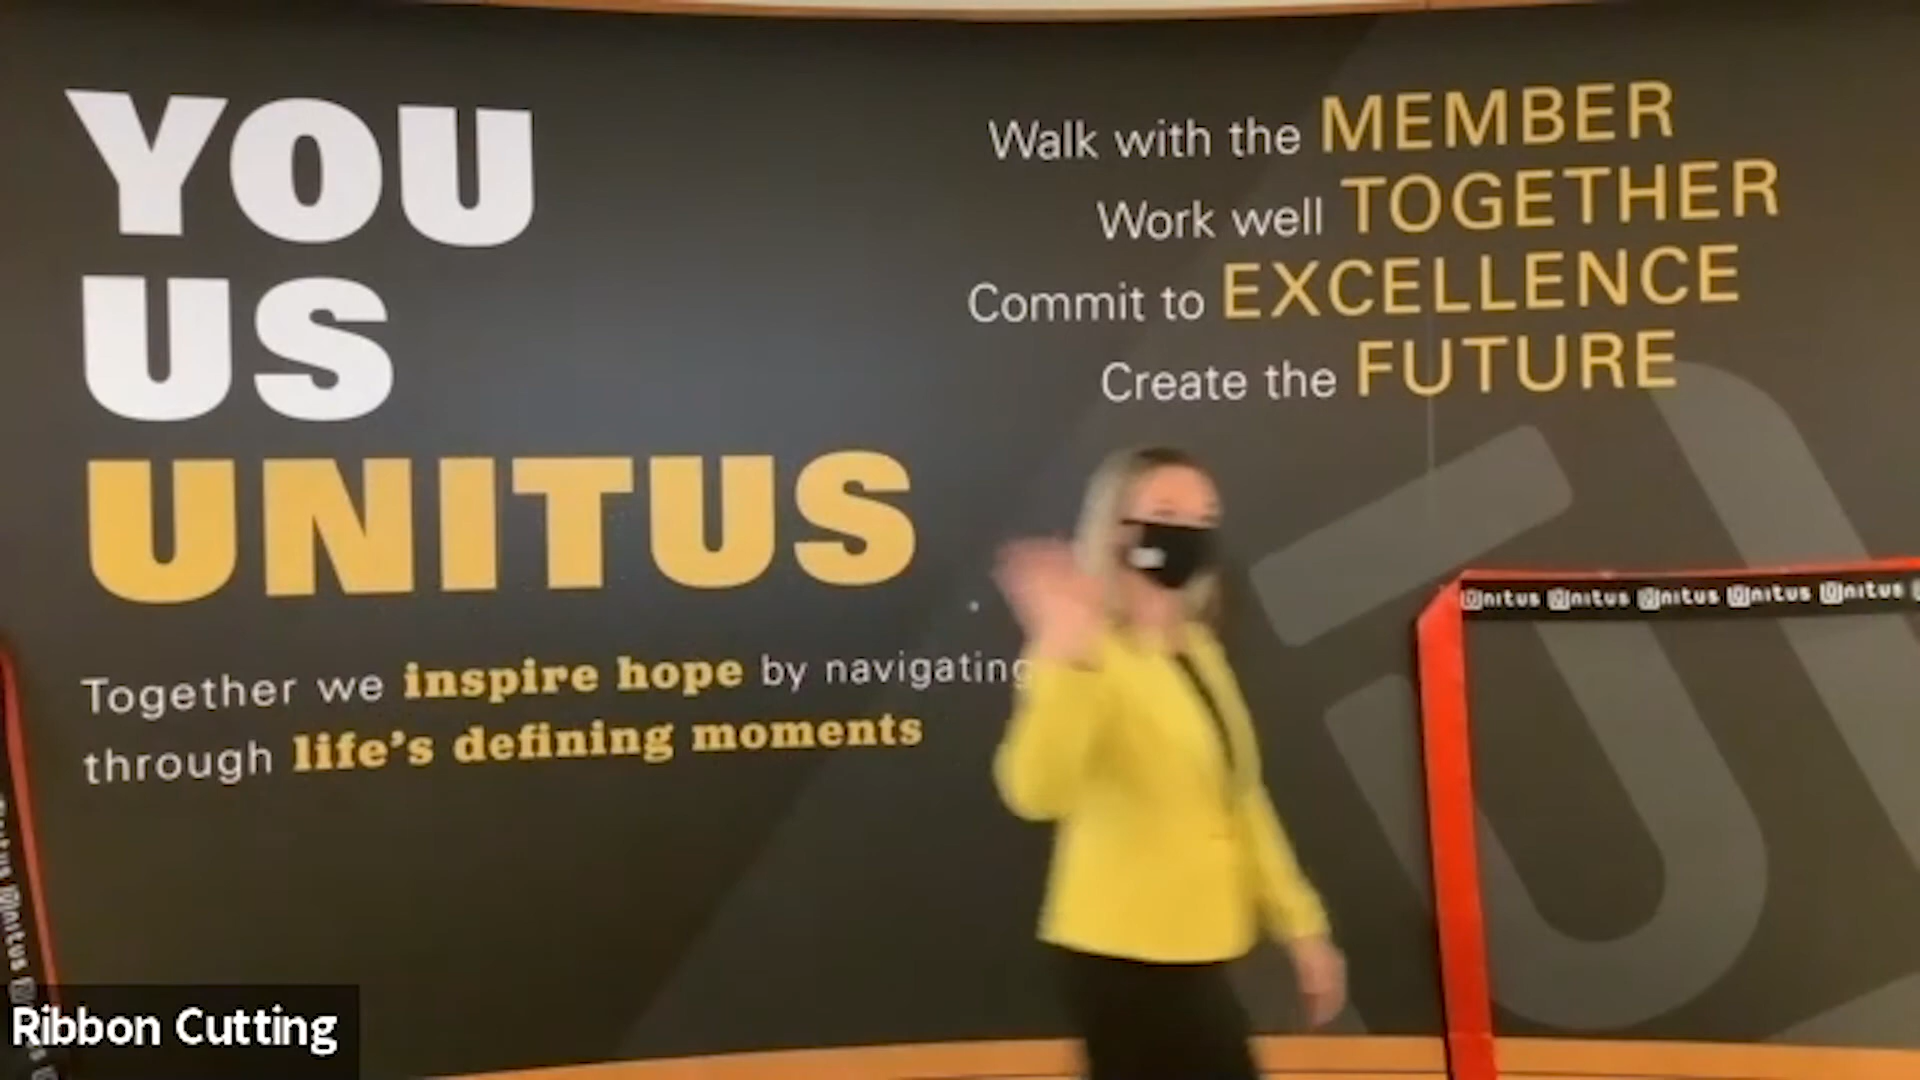 YOU
US
UNITUS
Together we inspire hope by navigating
through life's defining moments
Walk with the MEMBER
Work well TOGETHER
Commit to EXCELLENCE
Create the FUTURE
Unitus Unitus Unitus Unitus Unitus
Unitus
Ribbon Cutting